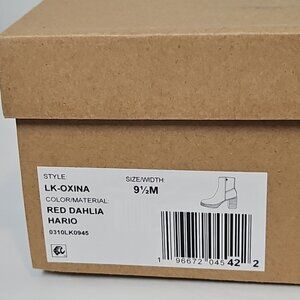 STYLE SIZE/WIDTH
LK-OXINA 9½M
COLOR/MATERIAL
RED DAHLIA
HARIO
0310LK0945
1 96672 04542 2